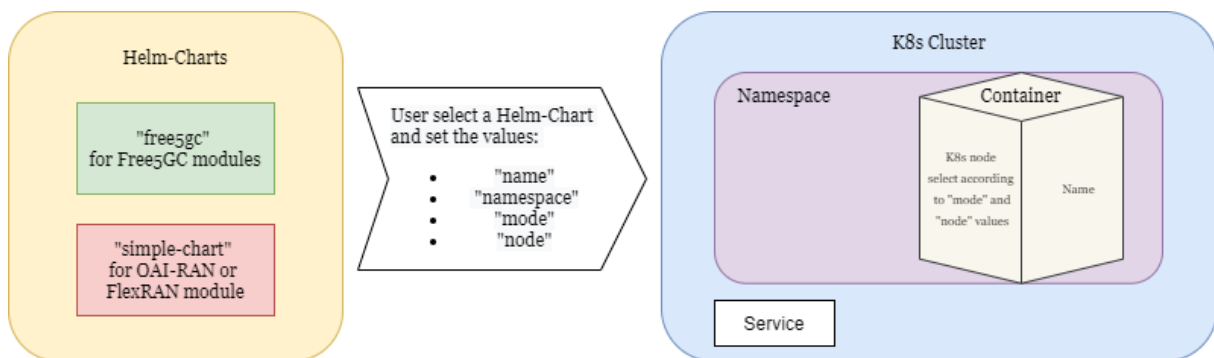 Helm-Charts
"free5gc"
for Free5GC modules
"simple-chart"
for OAI-RAN or
FlexRAN module
User select a Helm-Chart
and set the values:
• "name"
• "namespace"
• "mode"
• "node"
K8s Cluster
Namespace
Container
K8s node
select according
to "mode" and
"node" values
Name
Service